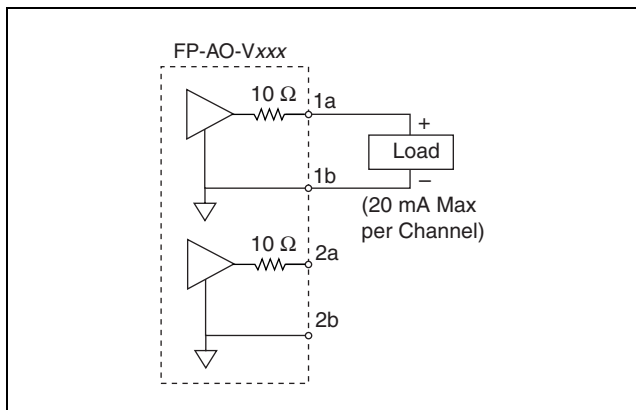 FP-AO-Vxxx
10 Ω
1a
+
Load
–
1b
(20 mA Max
per Channel)
10 Ω
2a
2b